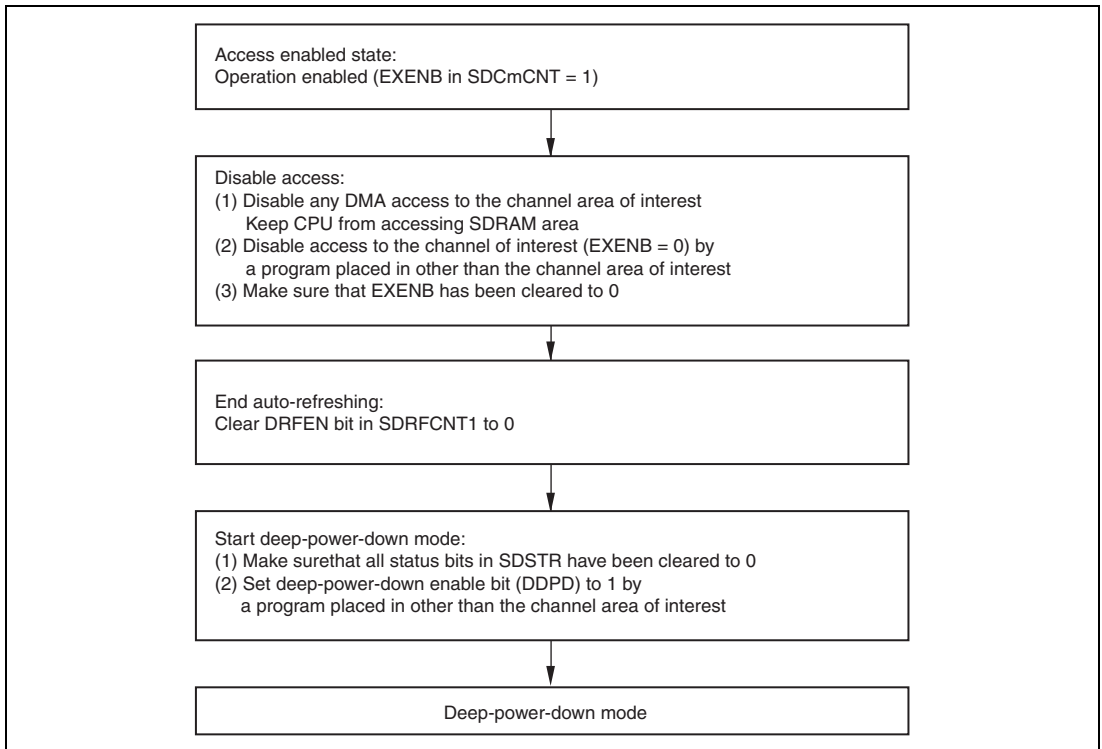 Access enabled state:
Operation enabled (EXENB in SDCmCNT = 1)
Disable access:
(1) Disable any DMA access to the channel area of interest
Keep CPU from accessing SDRAM area
(2) Disable access to the channel of interest (EXENB = 0) by
a program placed in other than the channel area of interest
(3) Make sure that EXENB has been cleared to 0
End auto-refreshing:
Clear DRFEN bit in SDRFCNT1 to 0
Start deep-power-down mode:
(1) Make surethat all status bits in SDSTR have been cleared to 0
(2) Set deep-power-down enable bit (DDPD) to 1 by
a program placed in other than the channel area of interest
Deep-power-down mode